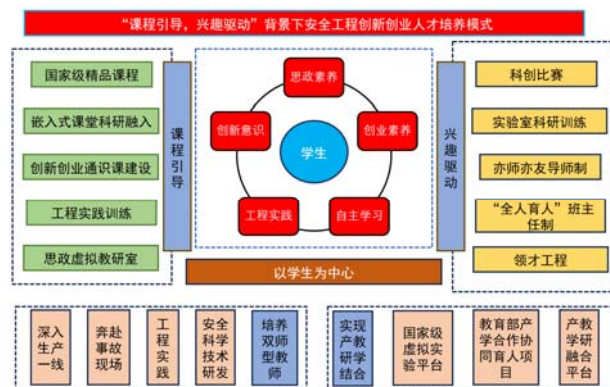 “课程引导，兴趣驱动”背景下安全工程创新创业人才培养模式
国家级精品课程
嵌入式课堂科研融入
创新创业通识课建设
工程实践训练
思政虚拟教研室
课程引导
思政素养
创新意识
创业素养
学生
工程实践
自主学习
以学生为中心
兴趣驱动
科创比赛
实验室科研训练
亦师亦友导师制
“全人育人”班主
任制
领才工程
深入
生产
一线
奔赴
事故
现场
工程
实践
安全
科学
技术
研发
培养
双师
型教
师
实现
产教
研学
结合
国家级
虚拟实
验平台
教育部产
学合作协
同育人项
目
产教
学研
融合
平台